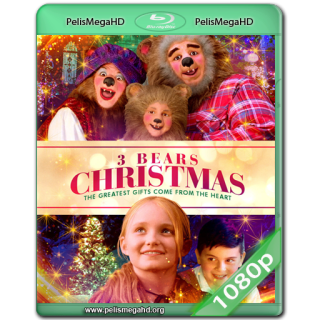 PelisMegaHD
PelisMegaHD
3 BEARS
CHRISTMAS
THE GREATEST GIFTS COME FROM THE HEART
1080p
www.pelismegahd.org